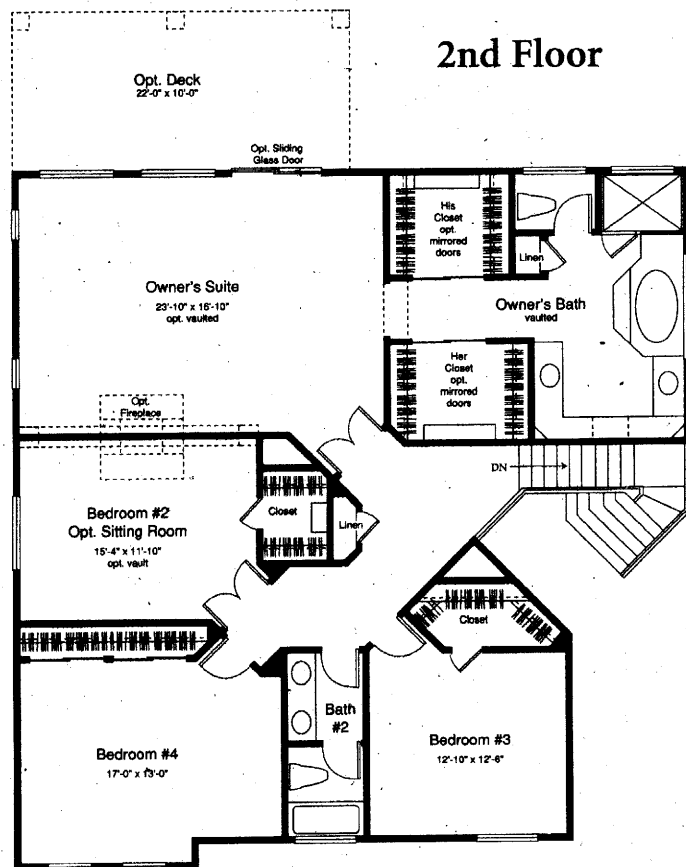 2nd Floor
Opt. Deck
22'-0" x 10'-0"
Opt. Sliding
Glass Door
His
Closet
opt.
mirrored
doors
Linen
Owner's Suite
23'-10" x 16'-10"
opt. vaulted
Owner's Bath
vaulted
Her
Closet
opt.
mirrored
doors
Opt.
Fireplace
DN
Bedroom #2
Opt. Sitting Room
15'-4" x 11'-10"
opt. vault
Closet
Linen
Closet
Bath
#2
Bedroom #4
17'-0" x 13'-0"
Bedroom #3
12'-10" x 12'-6"